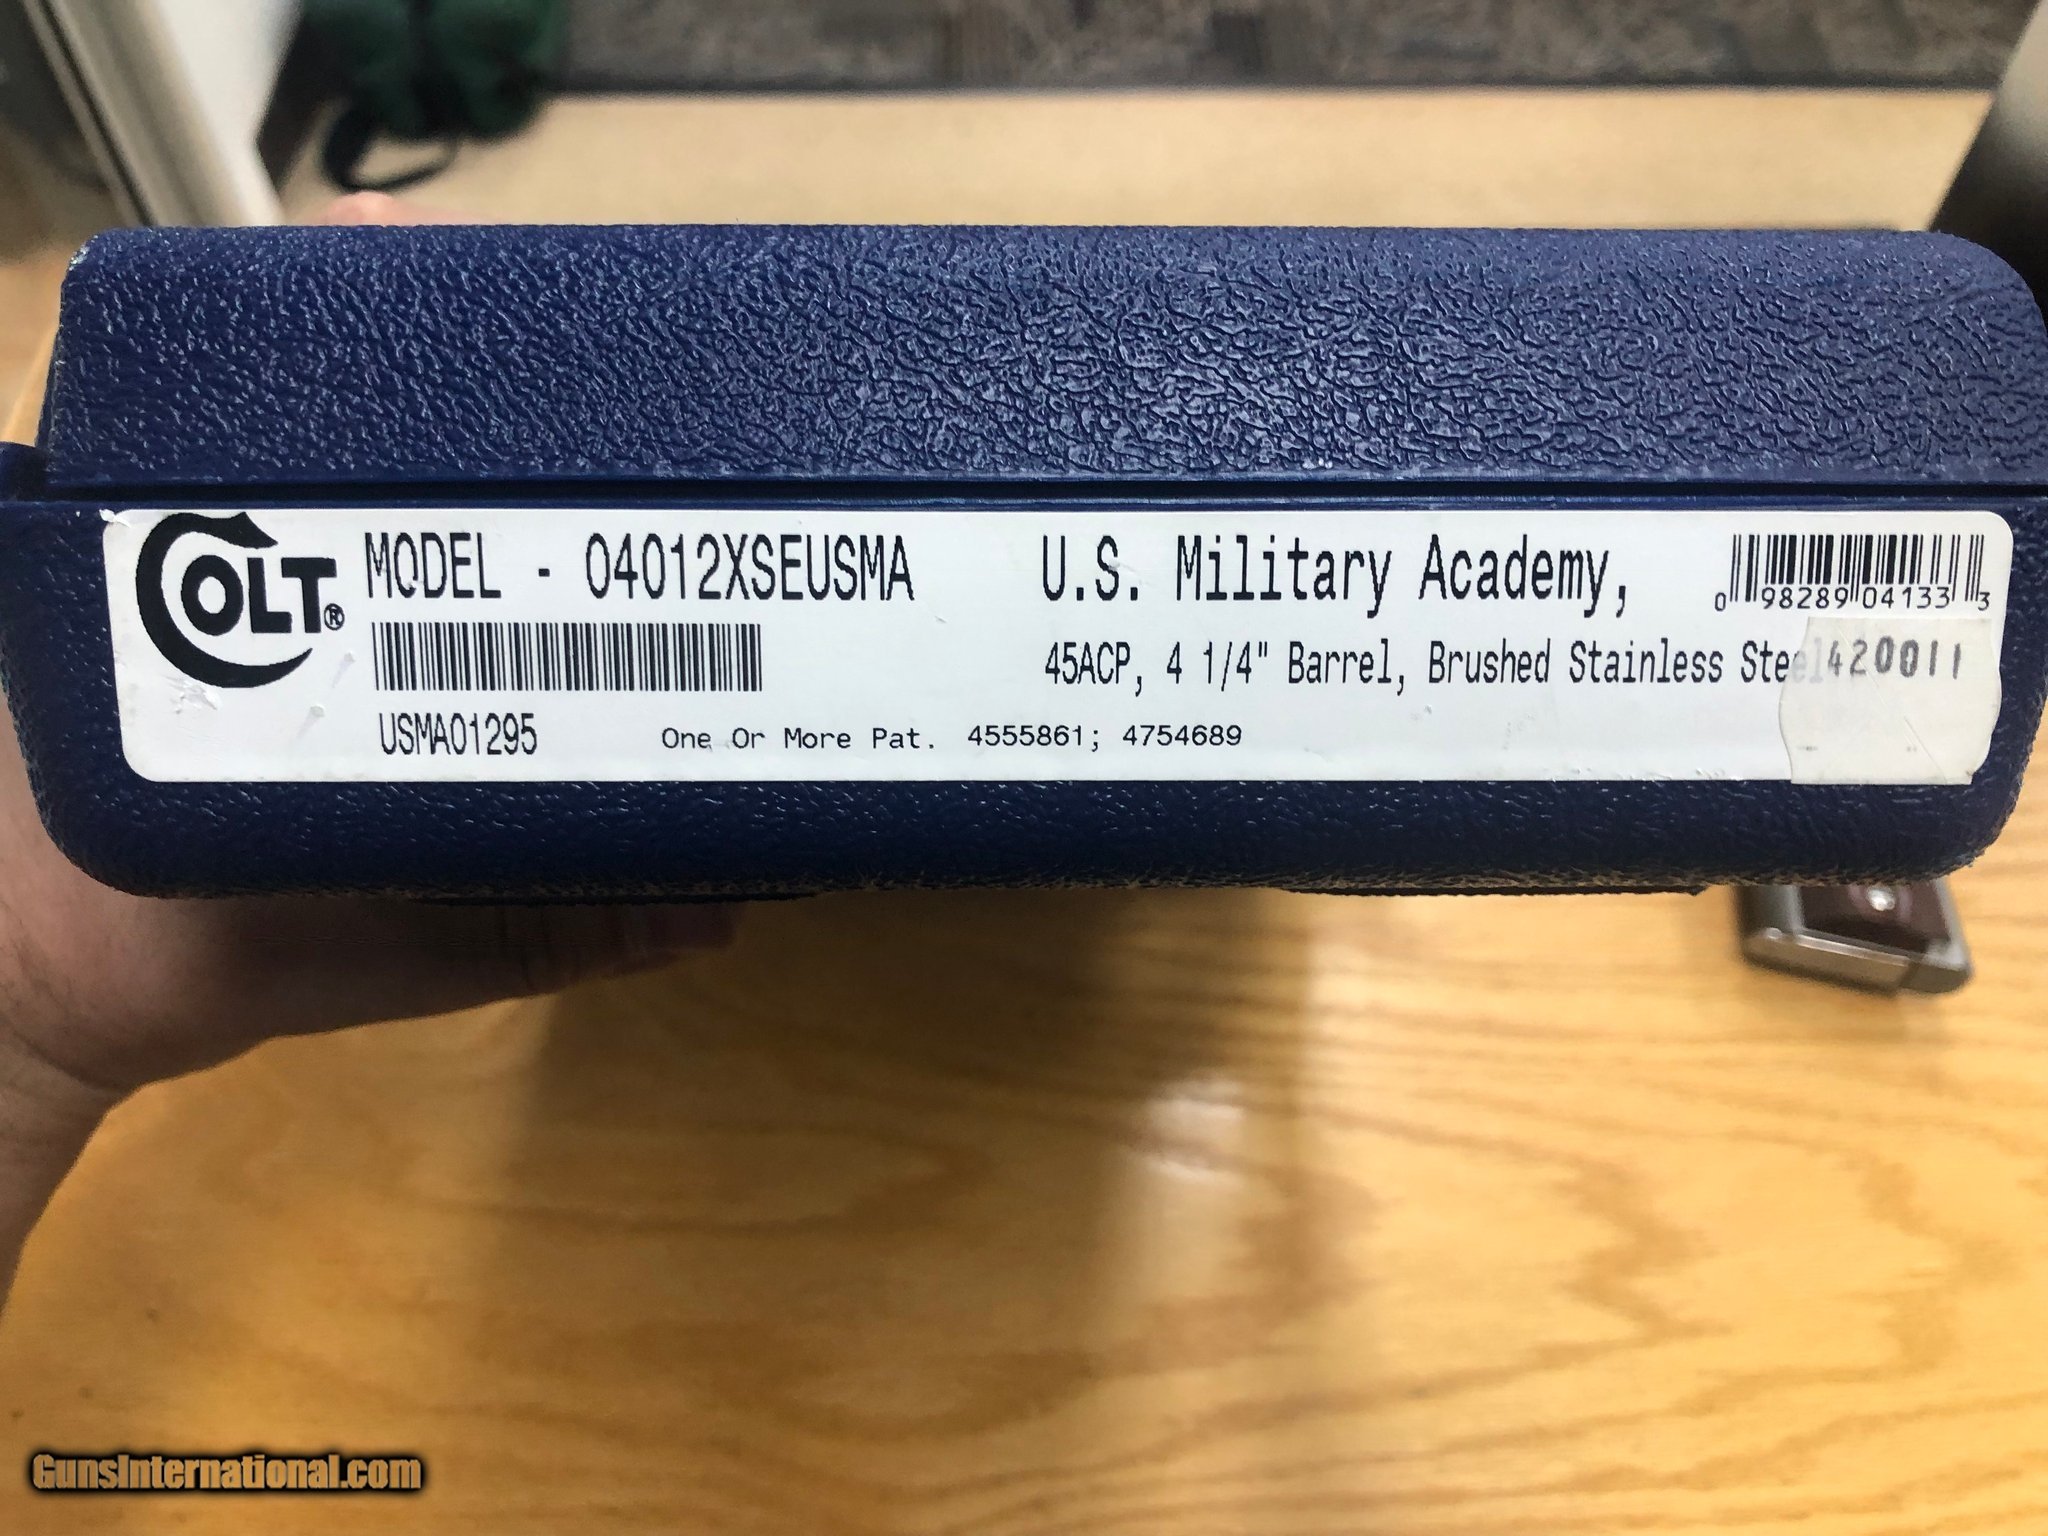 COLT®
MODEL - 04012XSEUSMA
USMA01295
One Or More Pat. 4555861; 4754689
U.S. Military Academy,
45ACP, 4 1/4" Barrel, Brushed Stainless Steel
0 98289 04133 3
420011
GunsInternational.com